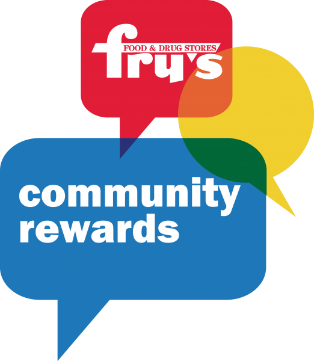 FOOD & DRUG STORES
fry's
community
rewards